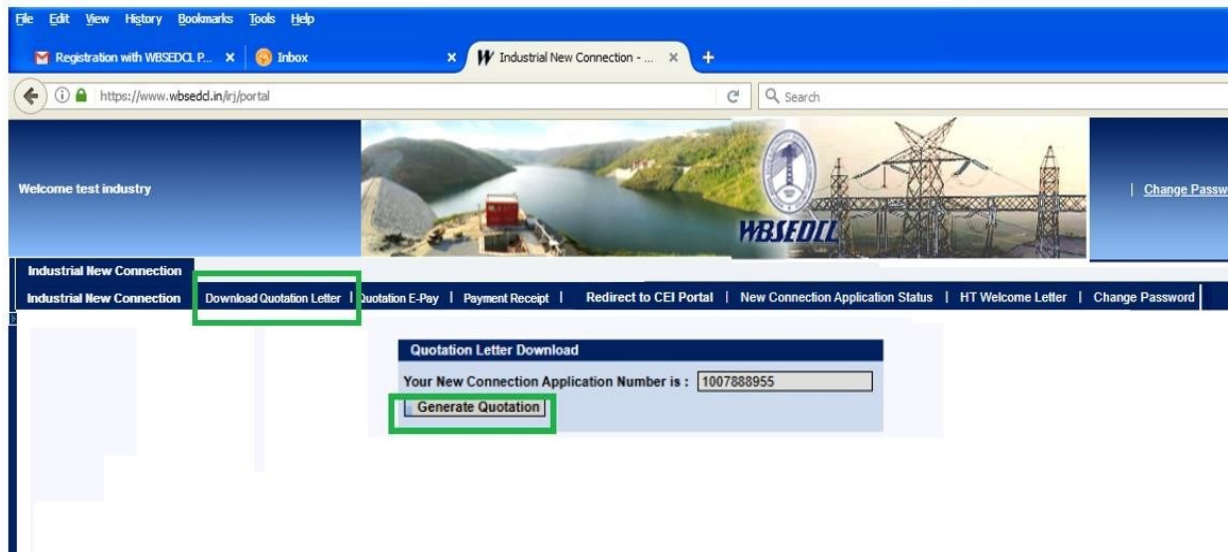 File Edit View History Bookmarks Tools Help
Registration with WBSEDCL P... × Inbox × W Industrial New Connection - ... × +
https://www.wbsedcl.in/irj/portal Search
Welcome test industry
WBSEDCL
| Change Passw
Industrial New Connection
Industrial New Connection Download Quotation Letter | Quotation E-Pay | Payment Receipt | Redirect to CEI Portal | New Connection Application Status | HT Welcome Letter | Change Password
Quotation Letter Download
Your New Connection Application Number is : 1007888955
Generate Quotation